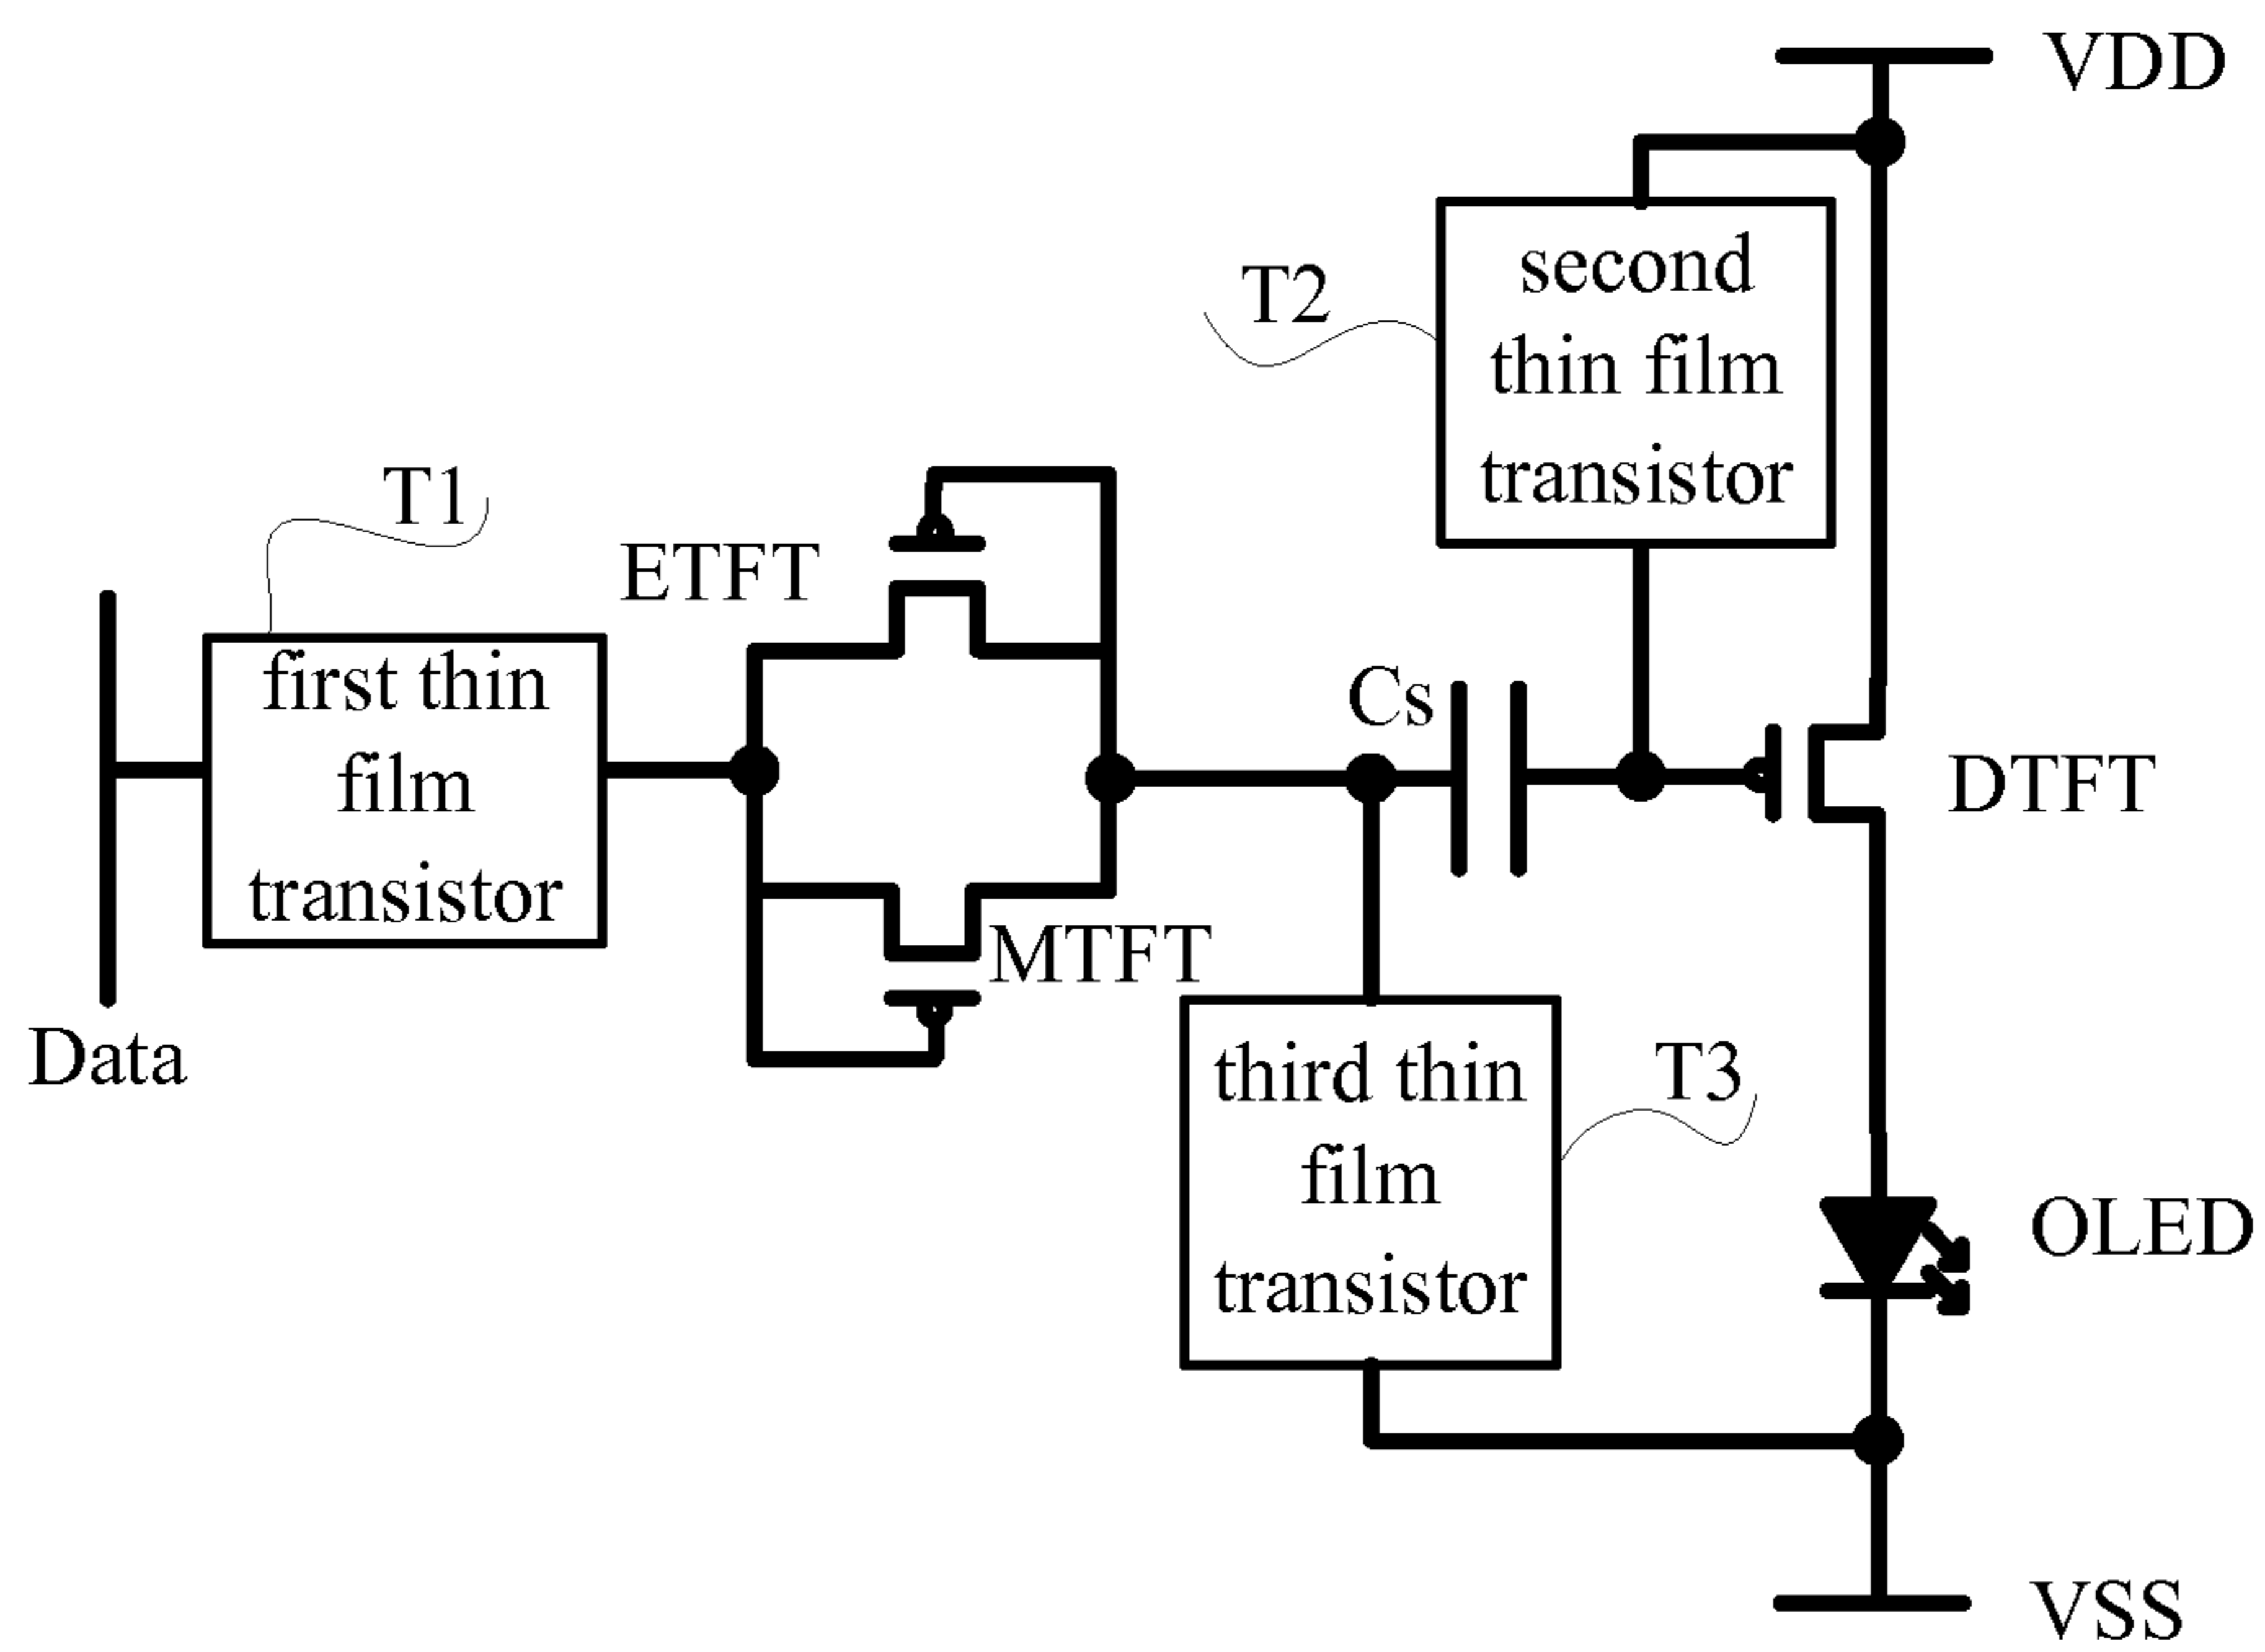 VDD
second
thin film
transistor
T2
T1
ETFT
first thin
film
transistor
Cs
DTFT
MTFT
Data
third thin
film
transistor
T3
OLED
VSS